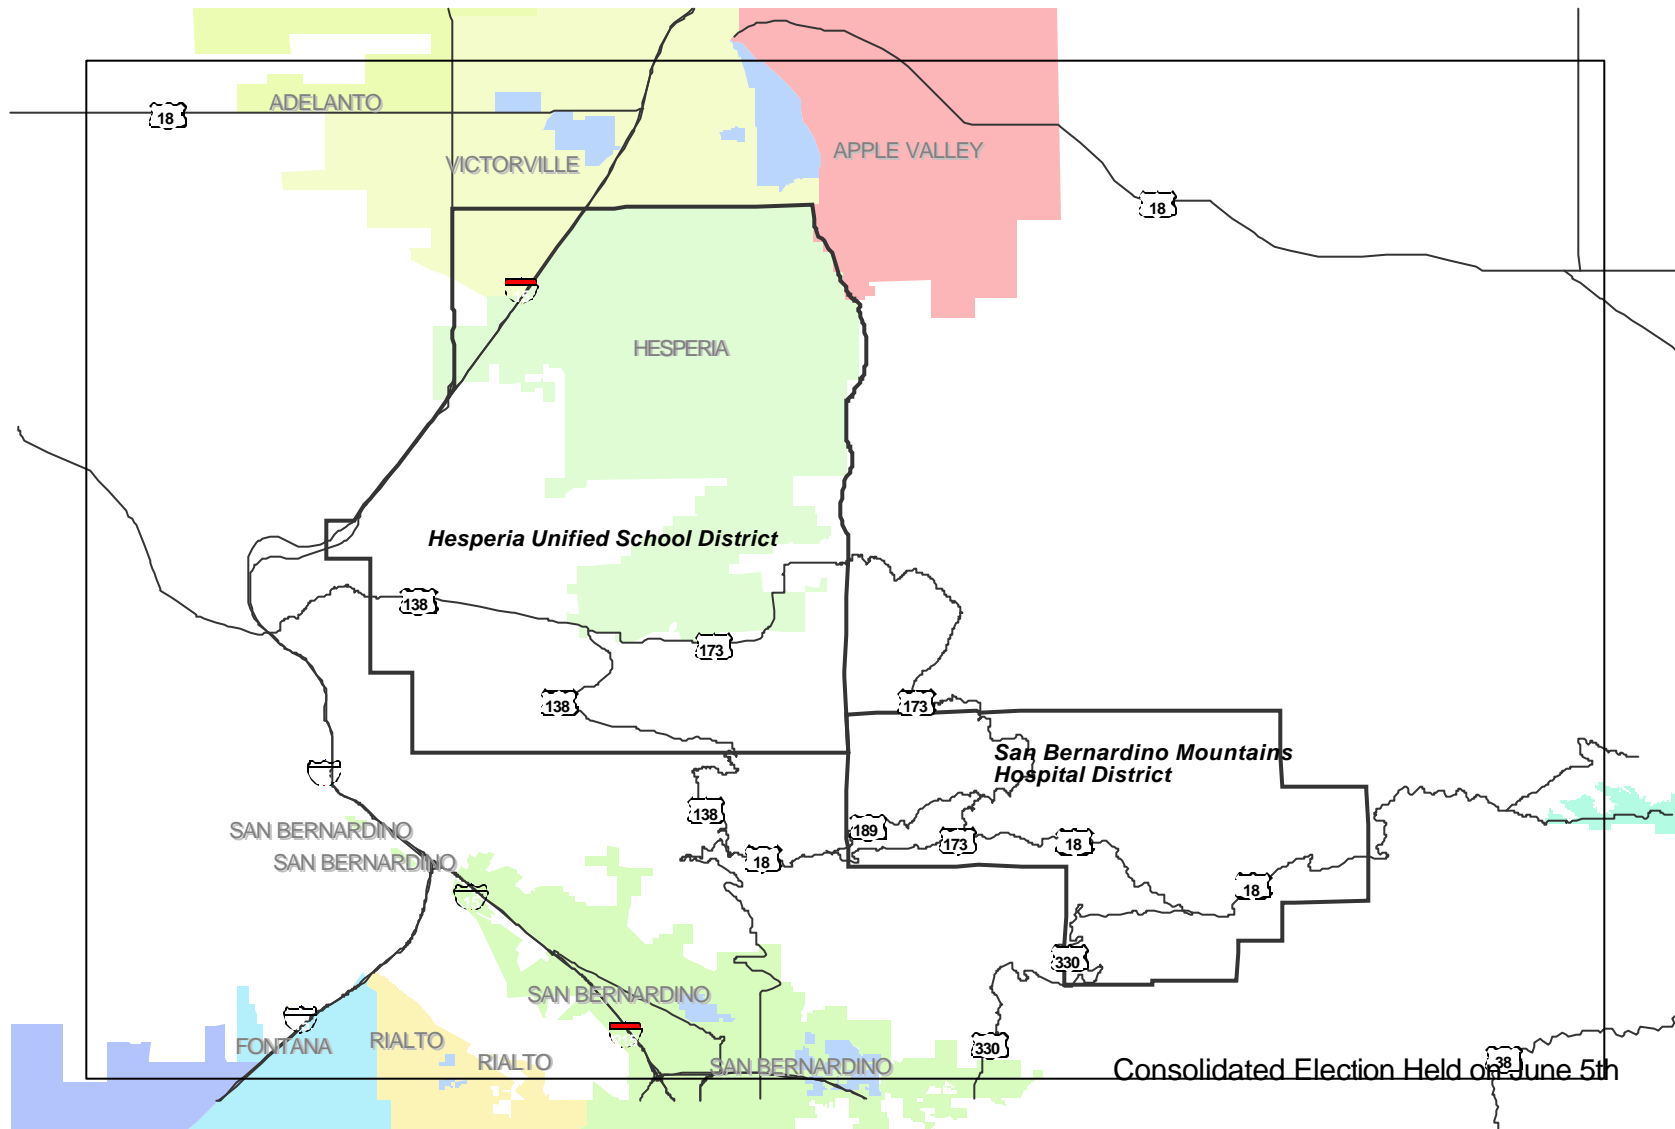 ADELANTO
18
VICTORVILLE
APPLE VALLEY
18
HESPERIA
Hesperia Unified School District
138
173
138
173
San Bernardino Mountains
Hospital District
138
189
173
18
18
18
SAN BERNARDINO
SAN BERNARDINO
15
330
SAN BERNARDINO
FONTANA
RIALTO
RIALTO
SAN BERNARDINO
330
38
Consolidated Election Held on June 5th